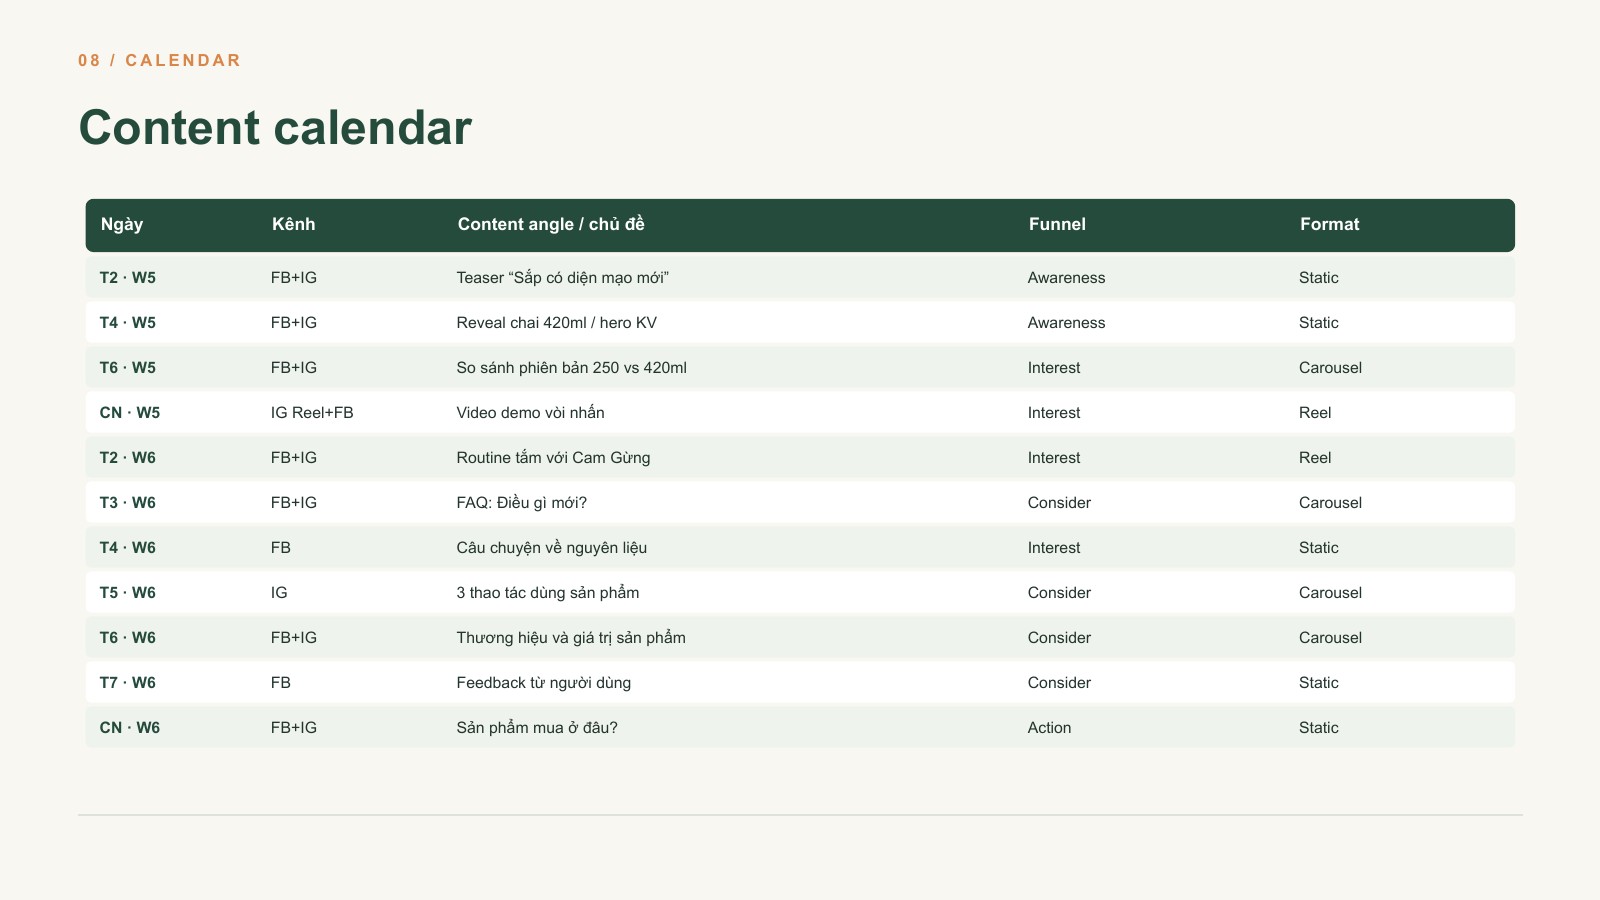 08 / CALENDAR
Content calendar
Ngày Kênh Content angle / chủ đề Funnel Format
T2 · W5 FB+IG Teaser “Sắp có diện mạo mới” Awareness Static
T4 · W5 FB+IG Reveal chai 420ml / hero KV Awareness Static
T6 · W5 FB+IG So sánh phiên bản 250 vs 420ml Interest Carousel
CN · W5 IG Reel+FB Video demo vòi nhấn Interest Reel
T2 · W6 FB+IG Routine tắm với Cam Gừng Interest Reel
T3 · W6 FB+IG FAQ: Điều gì mới? Consider Carousel
T4 · W6 FB Câu chuyện về nguyên liệu Interest Static
T5 · W6 IG 3 thao tác dùng sản phẩm Consider Carousel
T6 · W6 FB+IG Thương hiệu và giá trị sản phẩm Consider Carousel
T7 · W6 FB Feedback từ người dùng Consider Static
CN · W6 FB+IG Sản phẩm mua ở đâu? Action Static